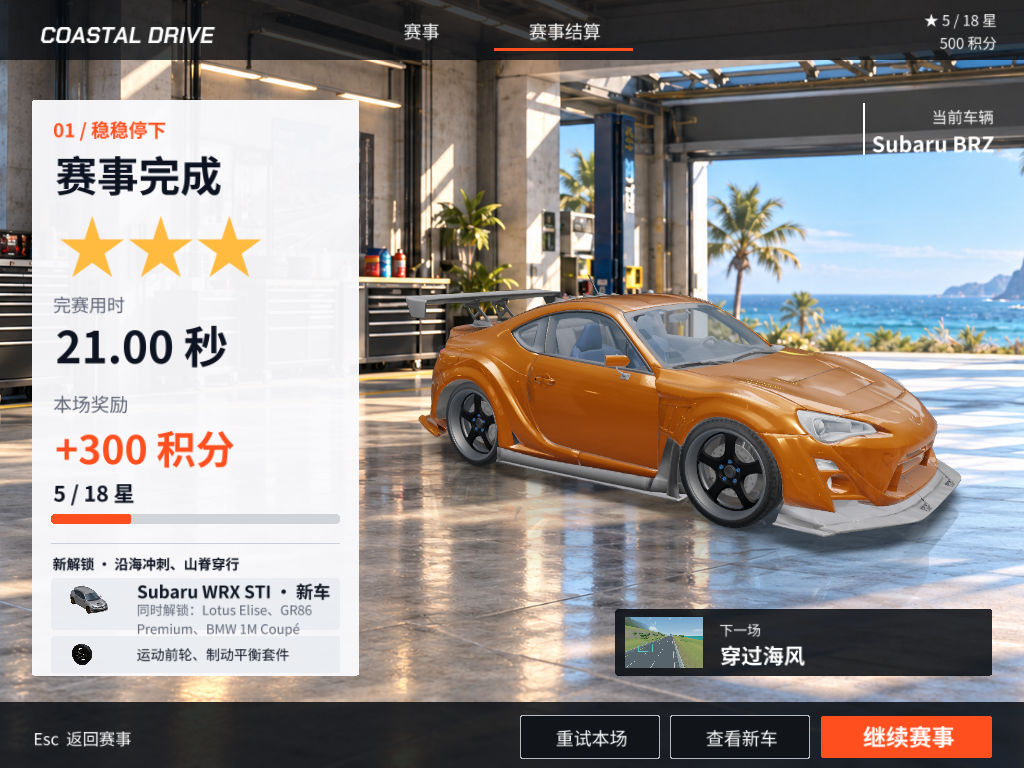 COASTAL DRIVE
赛事
赛事结算
★ 5 / 18 星
500 积分
01 / 稳稳停下
赛事完成
完赛用时
21.00 秒
本场奖励
+300 积分
5 / 18 星
新解锁 · 沿海冲刺、山脊穿行
Subaru WRX STI · 新车
同时解锁：Lotus Elise、GR86
Premium、BMW 1M Coupé
运动前轮、制动平衡套件
当前车辆
Subaru BRZ
下一场
穿过海风
Esc 返回赛事
重试本场
查看新车
继续赛事